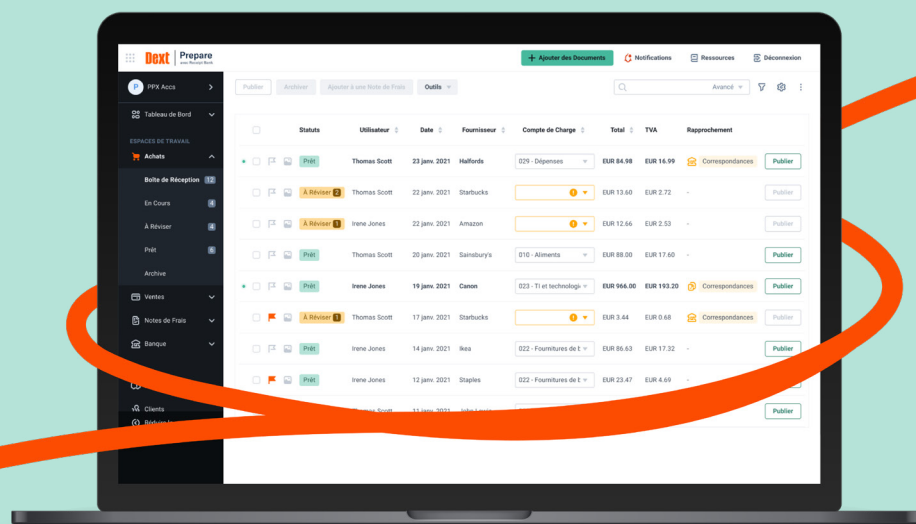 Dext Prepare
avec Receipt Bank
+ Ajouter des Documents Notifications Ressources Déconnexion
P PPX Accs
Publier Archiver Ajouter à une Note de Frais Outils Avancé
Tableau de Bord
Statuts Utilisateur Date Fournisseur Compte de Charge Total TVA Rapprochement
ESPACES DE TRAVAIL
Achats
Prêt Thomas Scott 23 janv. 2021 Halfords 029 - Dépenses EUR 84.98 EUR 16.99 Correspondances Publier
Boîte de Réception 12
À Réviser 2 Thomas Scott 22 janv. 2021 Starbucks EUR 13.60 EUR 2.72 - Publier
En Cours 4
À Réviser 1 Irene Jones 22 janv. 2021 Amazon EUR 12.66 EUR 2.53 - Publier
À Réviser 4
Prêt 6
Prêt Thomas Scott 20 janv. 2021 Sainsbury's 010 - Aliments EUR 88.00 EUR 17.60 - Publier
Archive
Prêt Irene Jones 19 janv. 2021 Canon 023 - TI et technologi EUR 966.00 EUR 193.20 Correspondances Publier
Ventes
À Réviser 1 Thomas Scott 17 janv. 2021 Starbucks EUR 3.44 EUR 0.68 Correspondances Publier
Notes de Frais
Banque
Prêt Irene Jones 14 janv. 2021 Ikea 022 - Fournitures de t EUR 86.63 EUR 17.32 - Publier
Prêt Irene Jones 12 janv. 2021 Staples 022 - Fournitures de t EUR 23.47 EUR 4.69
Clients
Thomas Scott 11 janv. 2021 Publier